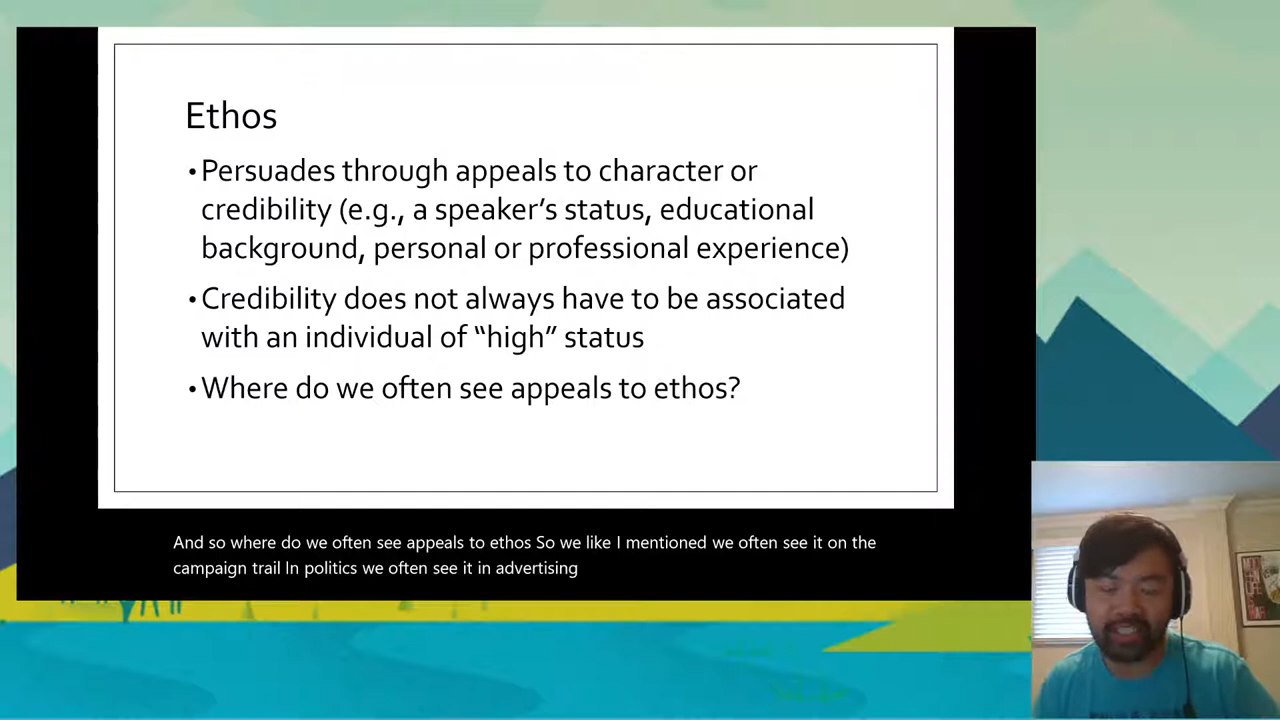 Ethos
•Persuades through appeals to character or
credibility (e.g., a speaker’s status, educational
background, personal or professional experience)
•Credibility does not always have to be associated
with an individual of “high” status
•Where do we often see appeals to ethos?
And so where do we often see appeals to ethos So we like I mentioned we often see it on the
campaign trail In politics we often see it in advertising